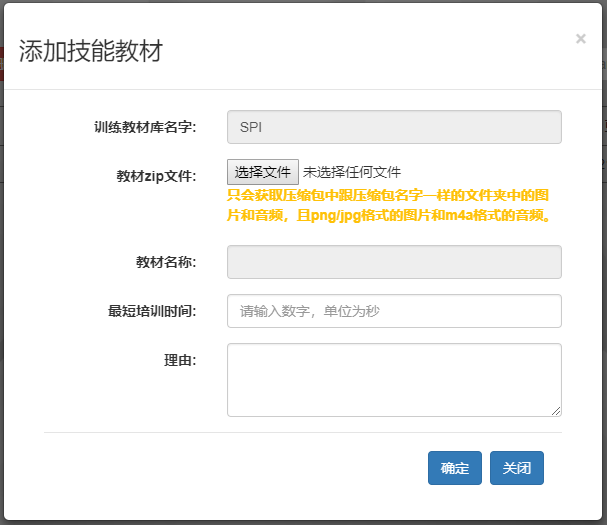 添加技能教材
×
训练教材库名字:
SPI
教材zip文件:
选择文件 未选择任何文件
只会获取压缩包中跟压缩包名字一样的文件夹中的图
片和音频，且png/jpg格式的图片和m4a格式的音频。
教材名称:
最短培训时间:
请输入数字，单位为秒
理由:
确定 关闭